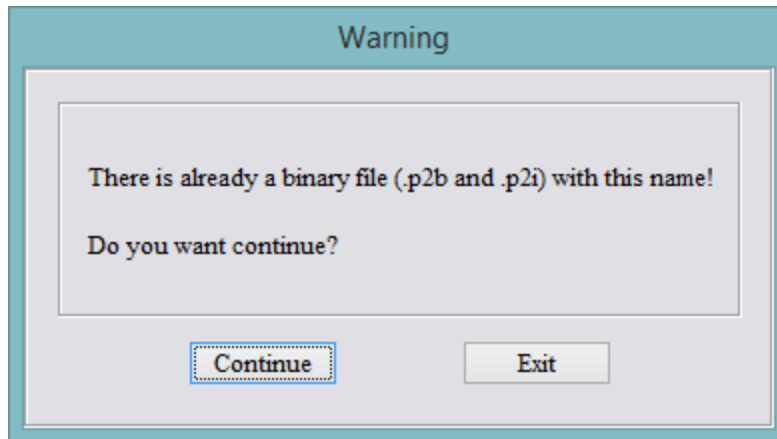 Warning
There is already a binary file (.p2b and .p2i) with this name!
Do you want continue?
Continue
Exit